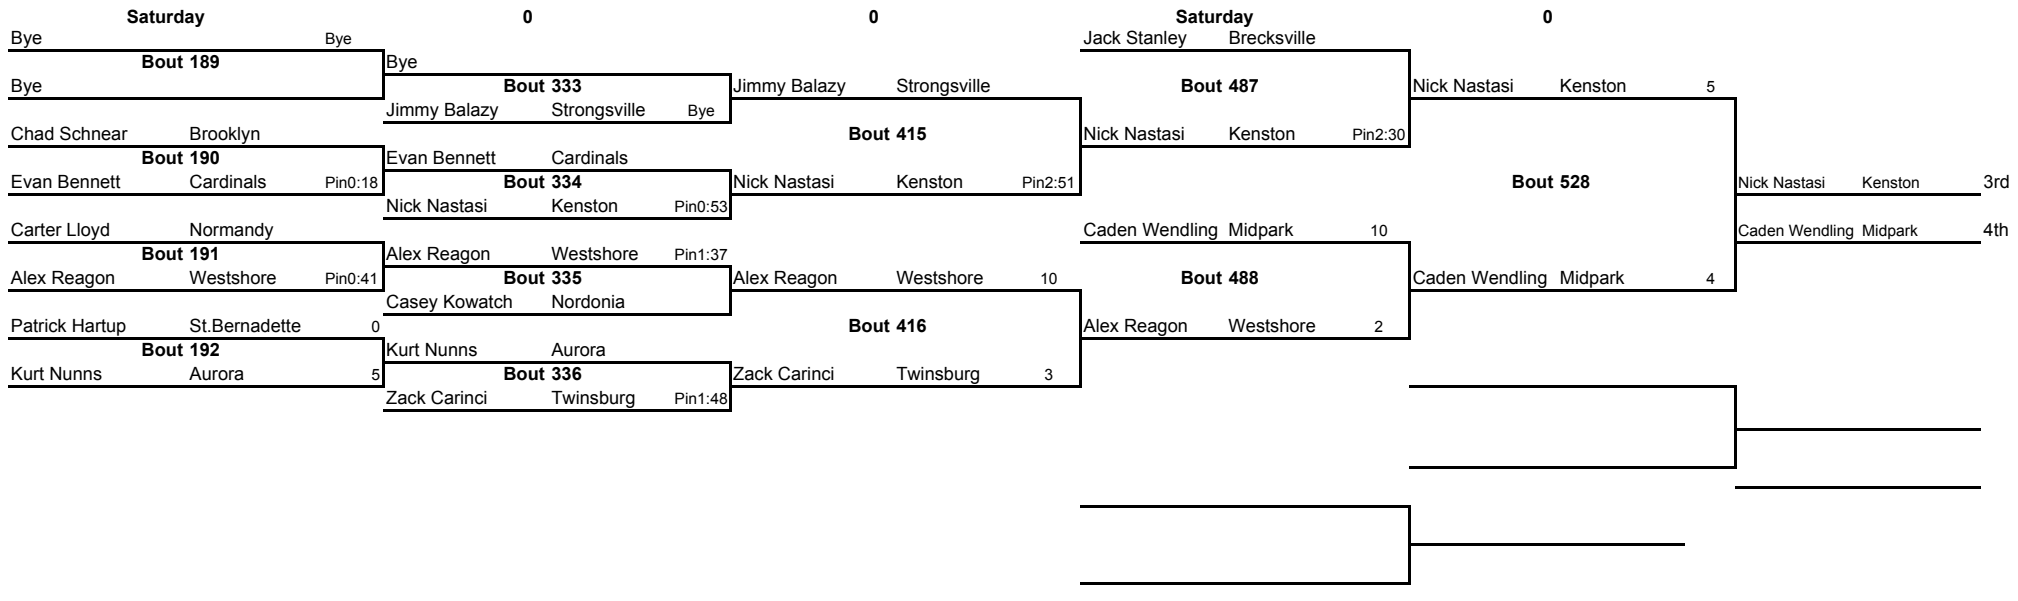 Saturday 0 0 Saturday 0
Bye Bye Jack Stanley Brecksville
Bout 189 Bye
Bye Bout 333 Jimmy Balazy Strongsville Bout 487 Nick Nastasi Kenston 5
Jimmy Balazy Strongsville Bye
Chad Schnear Brooklyn Bout 415 Nick Nastasi Kenston Pin2:30
Bout 190 Evan Bennett Cardinals
Evan Bennett Cardinals Pin0:18 Bout 334 Nick Nastasi Kenston Pin2:51 Bout 528 Nick Nastasi Kenston 3rd
Nick Nastasi Kenston Pin0:53
Carter Lloyd Normandy Caden Wendling Midpark 10 Caden Wendling Midpark 4th
Bout 191 Alex Reagon Westshore Pin1:37
Alex Reagon Westshore Pin0:41 Bout 335 Alex Reagon Westshore 10 Bout 488 Caden Wendling Midpark 4
Casey Kowatch Nordonia
Patrick Hartup St.Bernadette 0 Bout 416 Alex Reagon Westshore 2
Bout 192 Kurt Nunns Aurora
Kurt Nunns Aurora 5 Bout 336 Zack Carinci Twinsburg 3
Zack Carinci Twinsburg Pin1:48